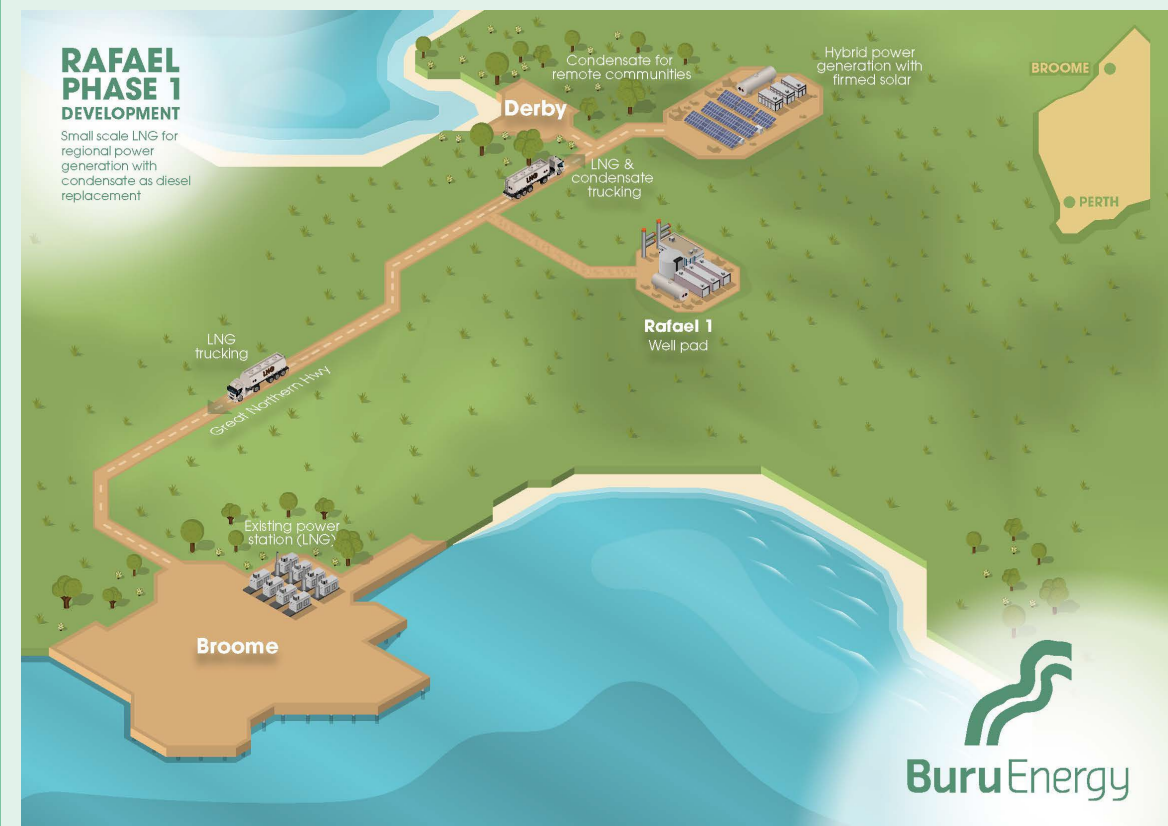 RAFAEL
PHASE 1
DEVELOPMENT
Small scale LNG for
regional power
generation with
condensate as diesel
replacement
Condensate for
remote communities
Hybrid power
generation with
firmed solar
BROOME
PERTH
Derby
LNG
LNG &
condensate
trucking
Rafael 1
Well pad
LNG
trucking
LNG
Great Northern Hwy
Existing power
station (LNG)
Broome
Buru Energy